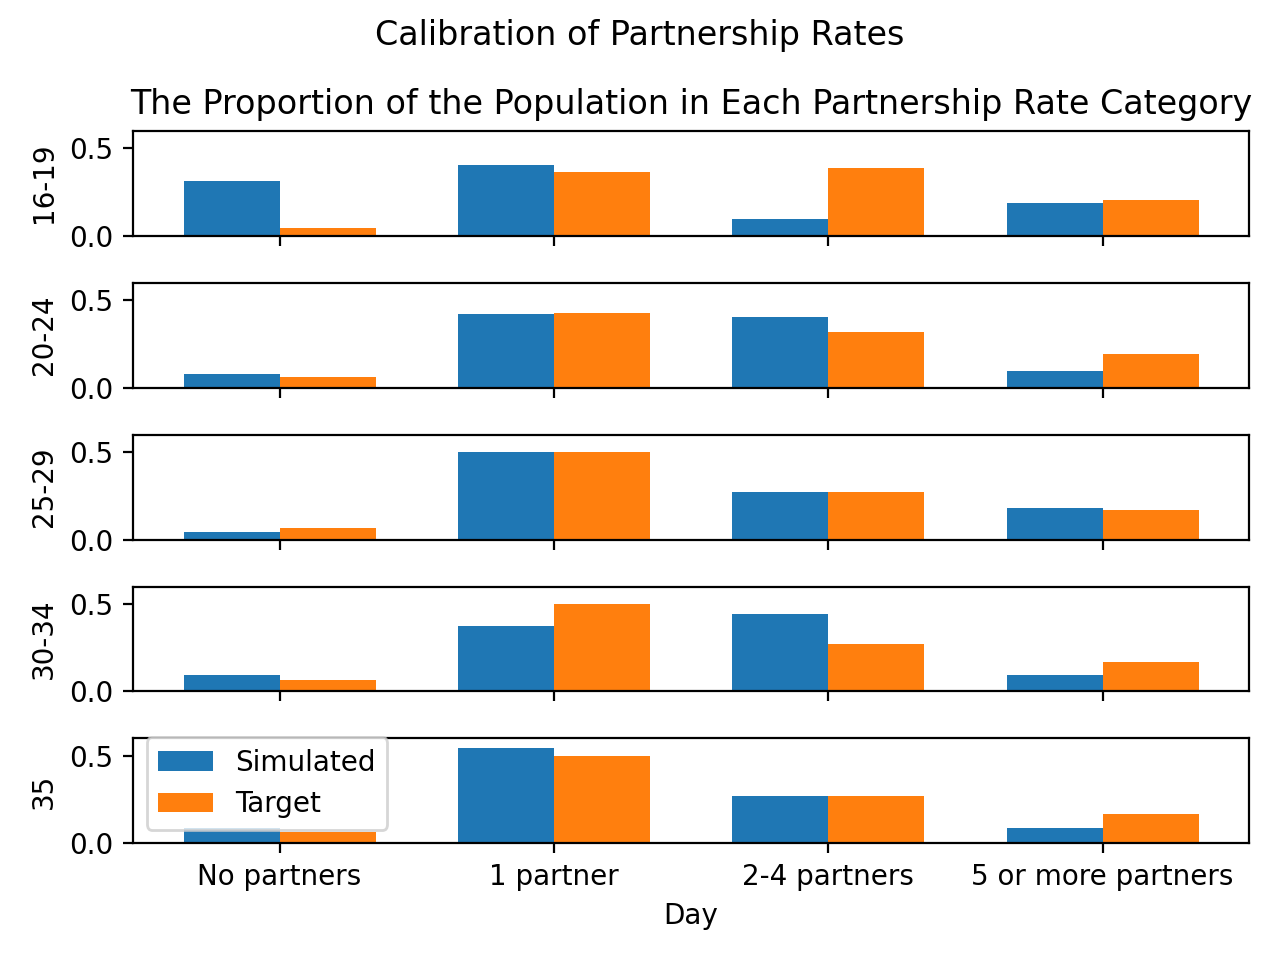 Calibration of Partnership Rates
The Proportion of the Population in Each Partnership Rate Category
16-19
0.5
0.0
20-24
0.5
0.0
25-29
0.5
0.0
30-34
0.5
0.0
35
0.5
0.0
Simulated
Target
No partners
1 partner
2-4 partners
5 or more partners
Day